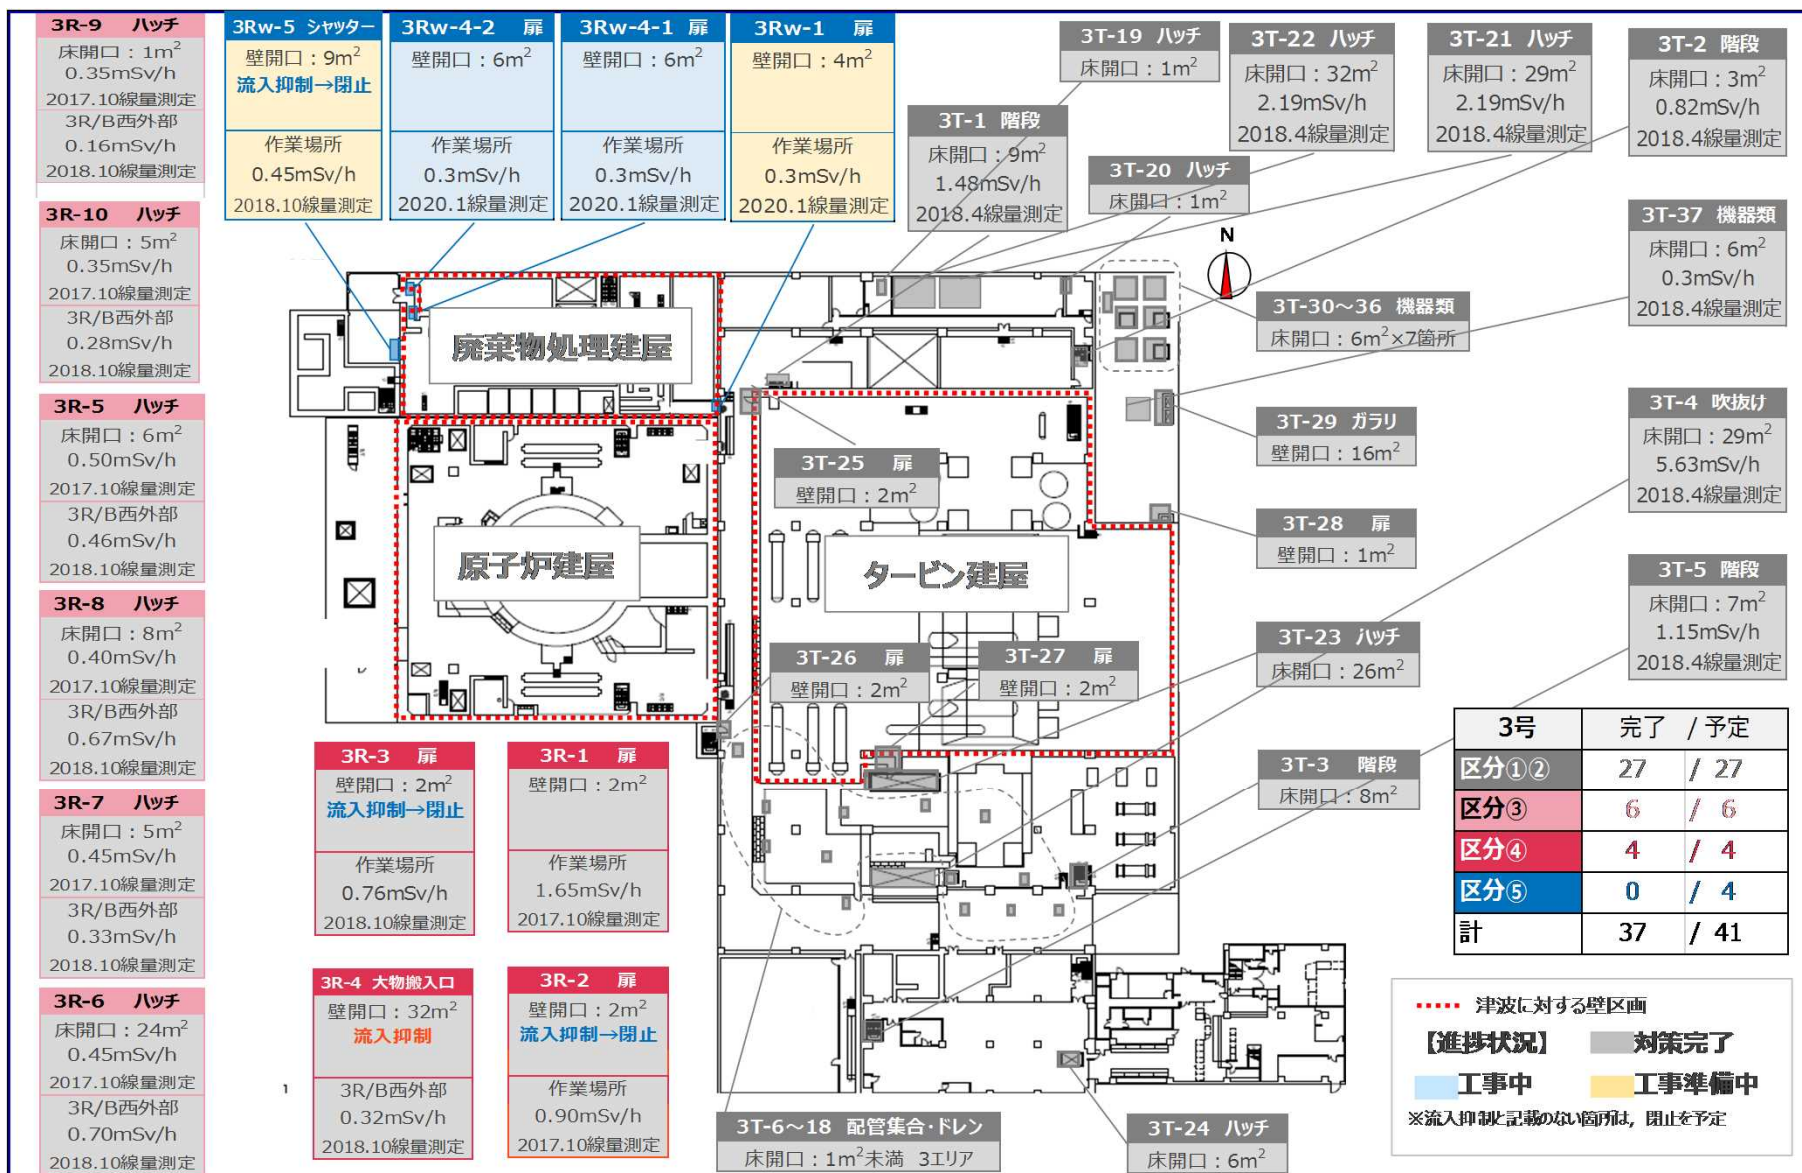 3R-9 ハッチ
床開口：1m²
0.35mSv/h
2017.10線量測定
3R/B西外部
0.16mSv/h
2018.10線量測定
3R-10 ハッチ
床開口：5m²
0.35mSv/h
2017.10線量測定
3R/B西外部
0.28mSv/h
2018.10線量測定
3R-5 ハッチ
床開口：6m²
0.50mSv/h
2017.10線量測定
3R/B西外部
0.46mSv/h
2018.10線量測定
3R-8 ハッチ
床開口：8m²
0.40mSv/h
2017.10線量測定
3R/B西外部
0.67mSv/h
2018.10線量測定
3R-7 ハッチ
床開口：5m²
0.45mSv/h
2017.10線量測定
3R/B西外部
0.33mSv/h
2018.10線量測定
3R-6 ハッチ
床開口：24m²
0.45mSv/h
2017.10線量測定
3R/B西外部
0.70mSv/h
2018.10線量測定
3Rw-5 シャッター
壁開口：9m²
流入抑制→閉止
作業場所
0.45mSv/h
2018.10線量測定
3Rw-4-2 扉
壁開口：6m²
作業場所
0.3mSv/h
2020.1線量測定
3Rw-4-1 扉
壁開口：6m²
作業場所
0.3mSv/h
2020.1線量測定
3Rw-1 扉
壁開口：4m²
作業場所
0.3mSv/h
2020.1線量測定
3T-1 階段
床開口：9m²
1.48mSv/h
2018.4線量測定
3T-19 ハッチ
床開口：1m²
3T-20 ハッチ
床開口：1m²
3T-22 ハッチ
床開口：32m²
2.19mSv/h
2018.4線量測定
3T-21 ハッチ
床開口：29m²
2.19mSv/h
2018.4線量測定
3T-2 階段
床開口：3m²
0.82mSv/h
2018.4線量測定
N
3T-37 機器類
床開口：6m²
0.3mSv/h
2018.4線量測定
3T-30～36 機器類
床開口：6m²×7箇所
3T-29 ガラリ
壁開口：16m²
3T-4 吹抜け
床開口：29m²
5.63mSv/h
2018.4線量測定
3T-28 扉
壁開口：1m²
3T-5 階段
床開口：7m²
1.15mSv/h
2018.4線量測定
3T-23 ハッチ
床開口：26m²
3T-3 階段
床開口：8m²
廃棄物処理建屋
原子炉建屋
タービン建屋
3T-25 扉
壁開口：2m²
3T-26 扉
壁開口：2m²
3T-27 扉
壁開口：2m²
3R-3 扉
壁開口：2m²
流入抑制→閉止
作業場所
0.76mSv/h
2018.10線量測定
3R-1 扉
壁開口：2m²
作業場所
1.65mSv/h
2017.10線量測定
3R-4 大物搬入口
壁開口：32m²
流入抑制
3R/B西外部
0.32mSv/h
2018.10線量測定
3R-2 扉
壁開口：2m²
流入抑制→閉止
作業場所
0.90mSv/h
2017.10線量測定
3T-6～18 配管集合・ドレン
床開口：1m²未満 3エリア
3T-24 ハッチ
床開口：6m²
3号 完了 / 予定
区分①② 27 / 27
区分③ 6 / 6
区分④ 4 / 4
区分⑤ 0 / 4
計 37 / 41
津波に対する壁区画
【進捗状況】 対策完了
工事中 工事準備中
※流入抑制と記載のない箇所は，閉止を予定